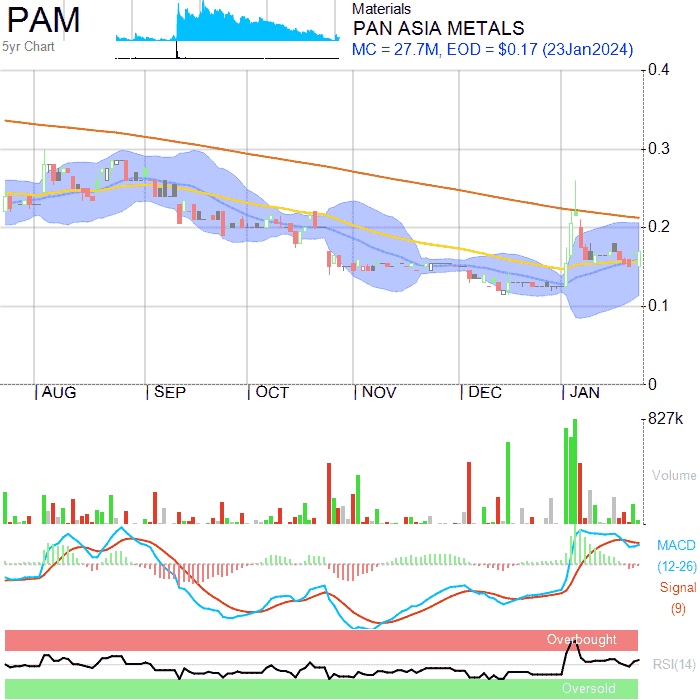 PAM
5yr Chart
Materials
PAN ASIA METALS
MC = 27.7M, EOD = $0.17 (23Jan2024)
0.4
0.3
0.2
0.1
0
| AUG | SEP | OCT | NOV | DEC | JAN
827k
Volume
MACD
(12-26)
Signal
(9)
Overbought
RSI(14)
Oversold